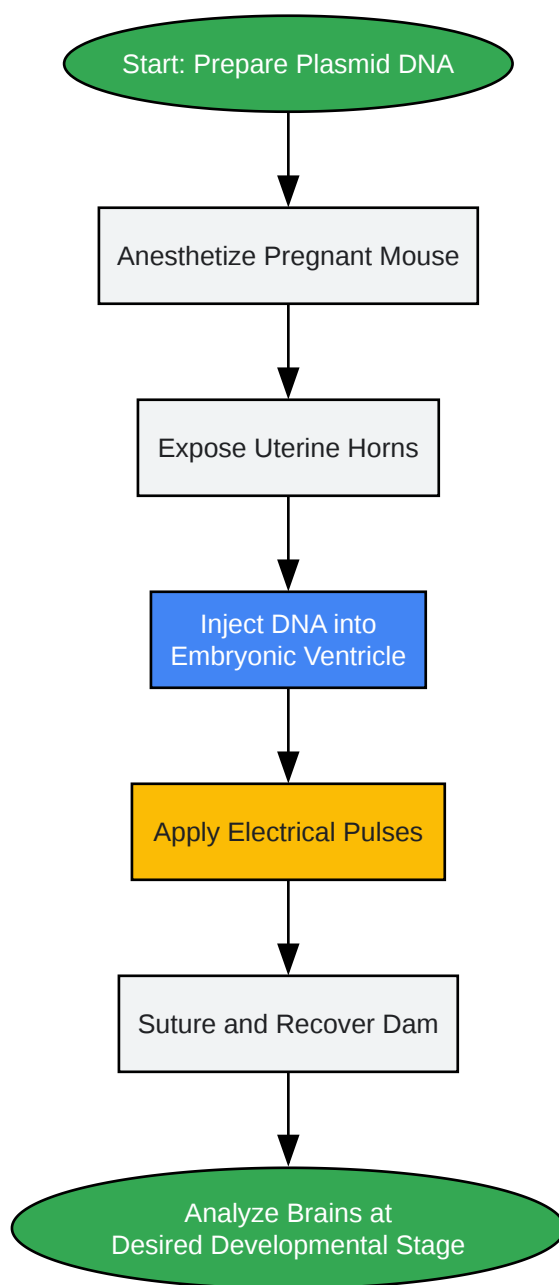 Start: Prepare Plasmid DNA
Anesthetize Pregnant Mouse
Expose Uterine Horns
Inject DNA into
Embryonic Ventricle
Apply Electrical Pulses
Suture and Recover Dam
Analyze Brains at
Desired Developmental Stage